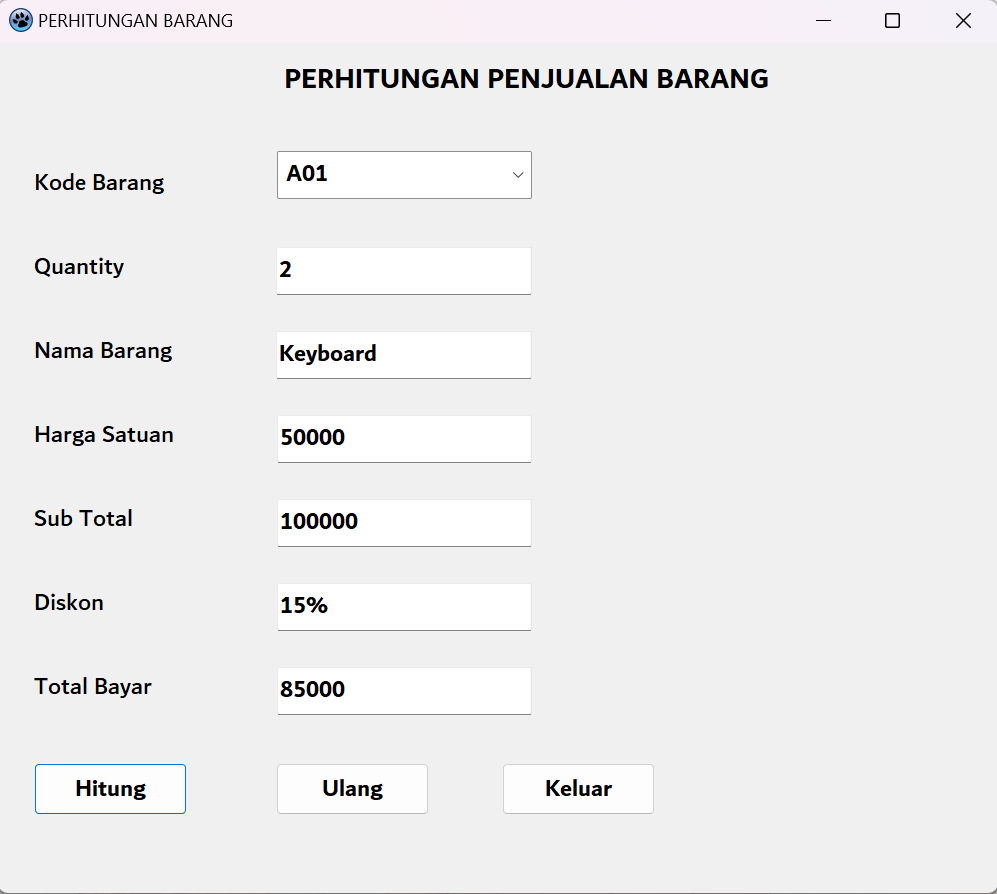 PERHITUNGAN BARANG
PERHITUNGAN PENJUALAN BARANG
Kode Barang A01
Quantity 2
Nama Barang Keyboard
Harga Satuan 50000
Sub Total 100000
Diskon 15%
Total Bayar 85000
Hitung Ulang Keluar